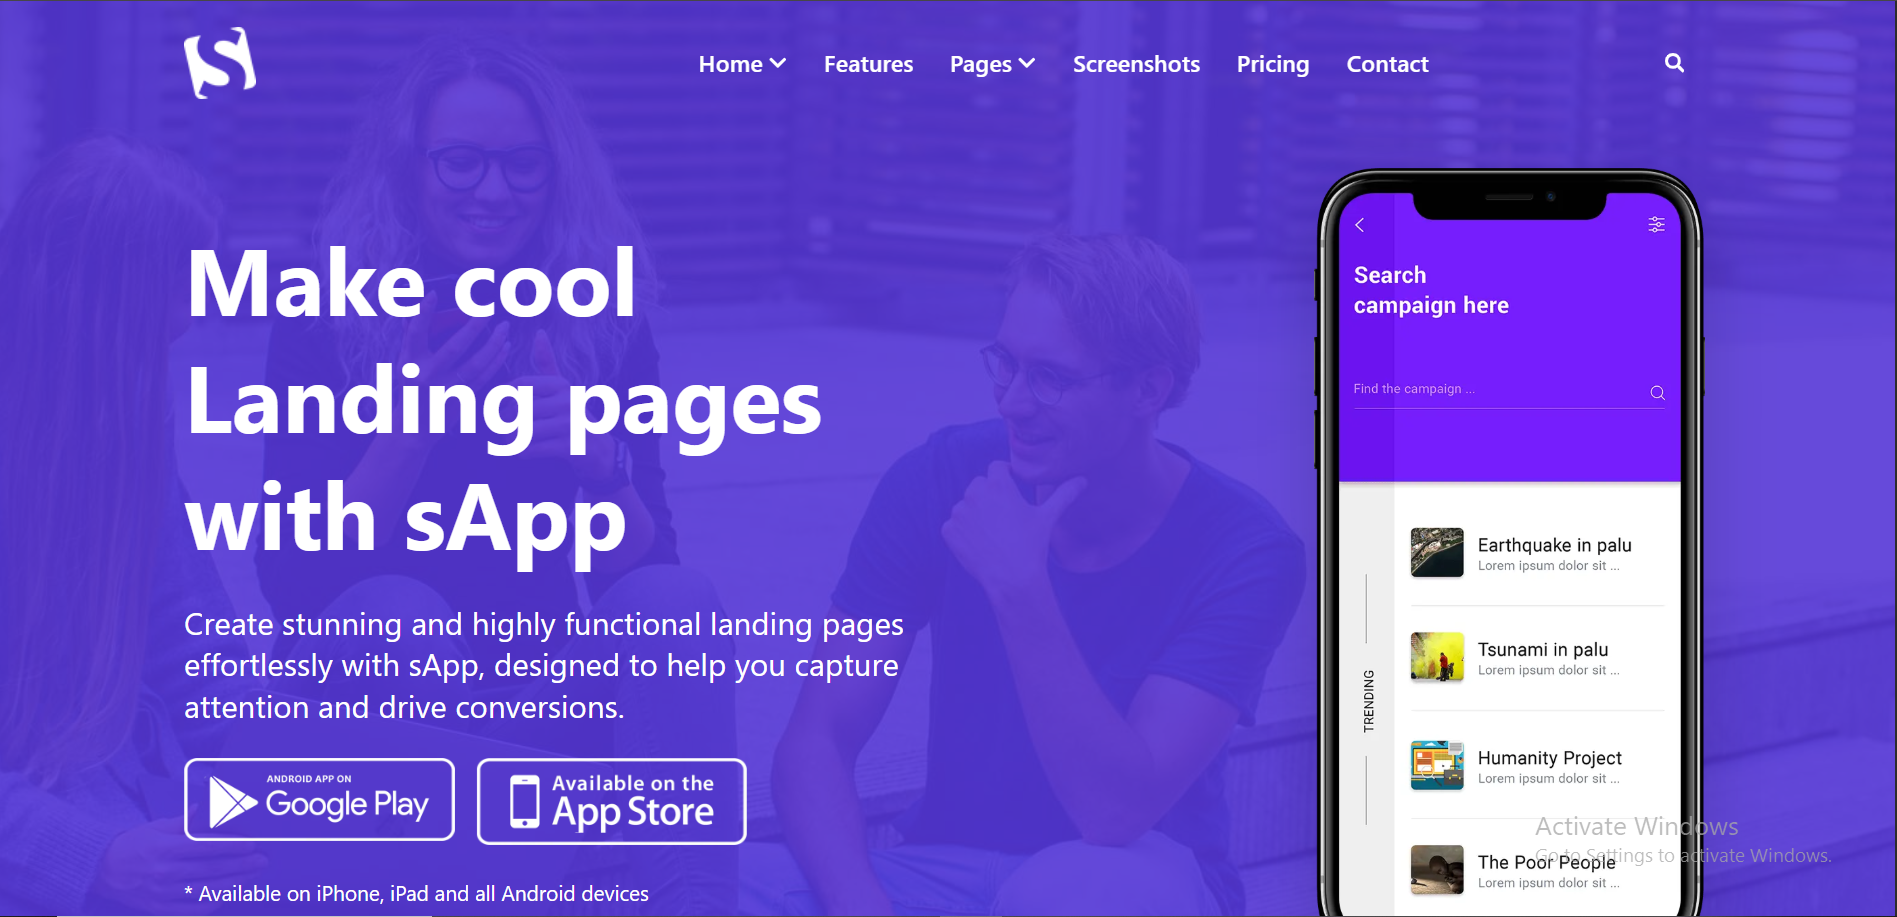 S
Home
Features
Pages
Screenshots
Pricing
Contact
Make cool
Landing pages
with sApp
Create stunning and highly functional landing pages
effortlessly with sApp, designed to help you capture
attention and drive conversions.
ANDROID APP ON
Google Play
Available on the
App Store
* Available on iPhone, iPad and all Android devices
Search
campaign here
Find the campaign ...
TRENDING
Earthquake in palu
Lorem ipsum dolor sit ...
Tsunami in palu
Lorem ipsum dolor sit ...
Humanity Project
Lorem ipsum dolor sit ...
The Poor People
Lorem ipsum dolor sit ...
Activate Windows
Go to Settings to activate Windows.